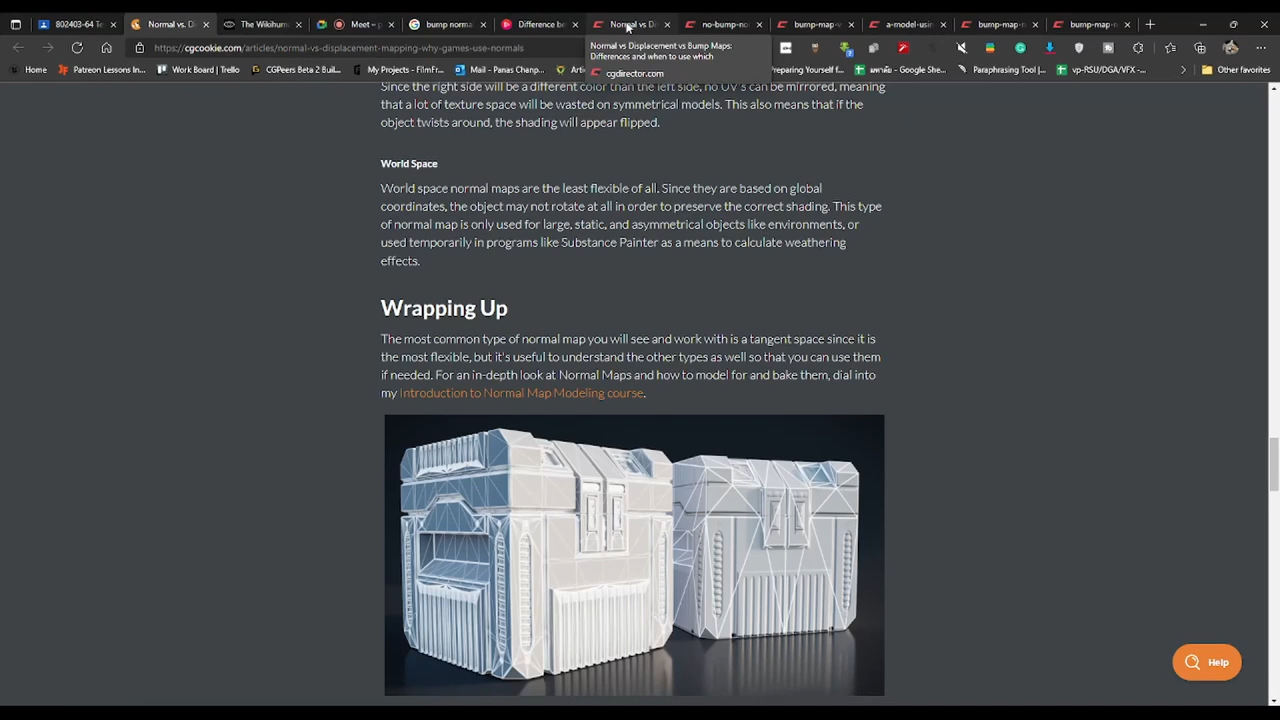 802403-64 Te
Normal vs. Di
The Wikihum
Meet – p
bump norma
Difference be
Normal vs D
no-bump-no
bump-map-v
a-model-usin
bump-map-n
bump-map-n
https://cgcookie.com/articles/normal-vs-displacement-mapping-why-games-use-normals
Normal vs Displacement vs Bump Maps:
Differences and when to use which
cgdirector.com
Home
Patreon Lessons In...
Work Board | Trello
CGPeers Beta 2 Buil...
My Projects - FilmFr...
Mail - Panas Champ...
Arti
Preparing Yourself f...
- Google She...
Paraphrasing Tool |...
vp-RSU/DGA/VFX -...
Other favorites
Since the right side will be a different color than the left side, no UV's can be mirrored, meaning
that a lot of texture space will be wasted on symmetrical models. This also means that if the
object twists around, the shading will appear flipped.
World Space
World space normal maps are the least flexible of all. Since they are based on global
coordinates, the object may not rotate at all in order to preserve the correct shading. This type
of normal map is only used for large, static, and asymmetrical objects like environments, or
used temporarily in programs like Substance Painter as a means to calculate weathering
effects.
Wrapping Up
The most common type of normal map you will see and work with is a tangent space since it is
the most flexible, but it's useful to understand the other types as well so that you can use them
if needed. For an in-depth look at Normal Maps and how to model for and bake them, dial into
my Introduction to Normal Map Modeling course.
Help